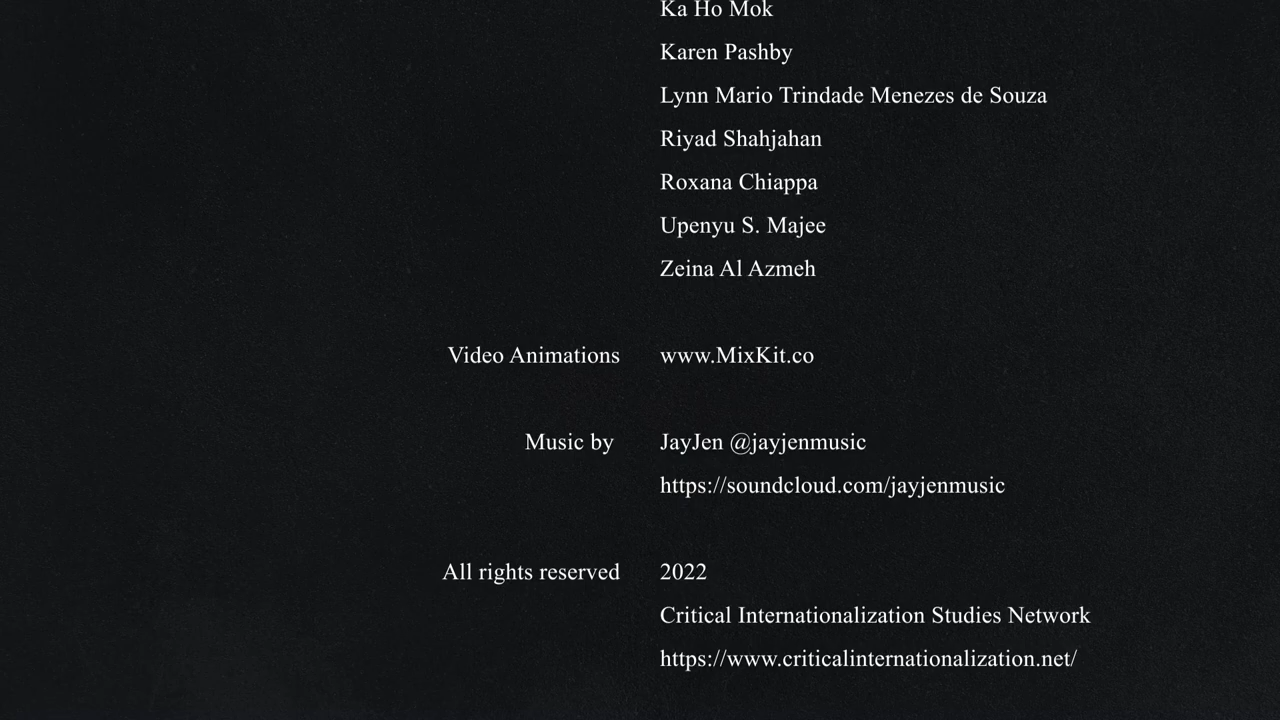 Ka Ho Mok
Karen Pashby
Lynn Mario Trindade Menezes de Souza
Riyad Shahjahan
Roxana Chiappa
Upenyu S. Majee
Zeina Al Azmeh
Video Animations www.MixKit.co
Music by JayJen @jayjenmusic
https://soundcloud.com/jayjenmusic
All rights reserved 2022
Critical Internationalization Studies Network
https://www.criticalinternationalization.net/